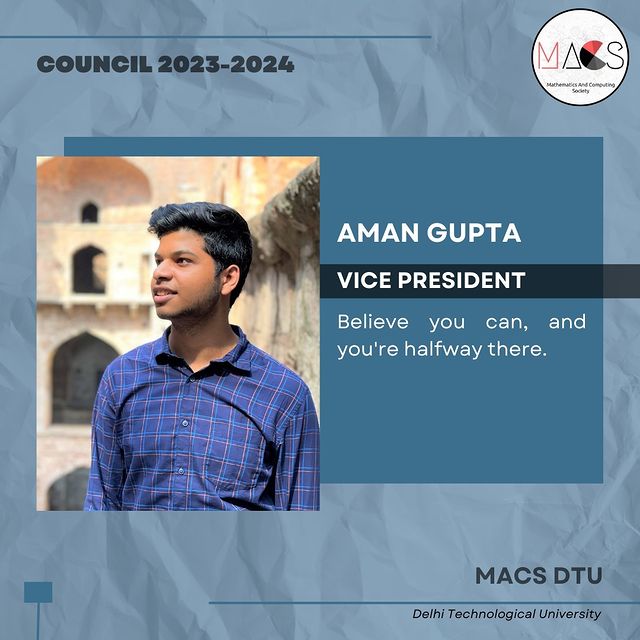 COUNCIL 2023-2024
MACS
Mathematics And Computing
Society
AMAN GUPTA
VICE PRESIDENT
Believe you can, and
you're halfway there.
MACS DTU
Delhi Technological University